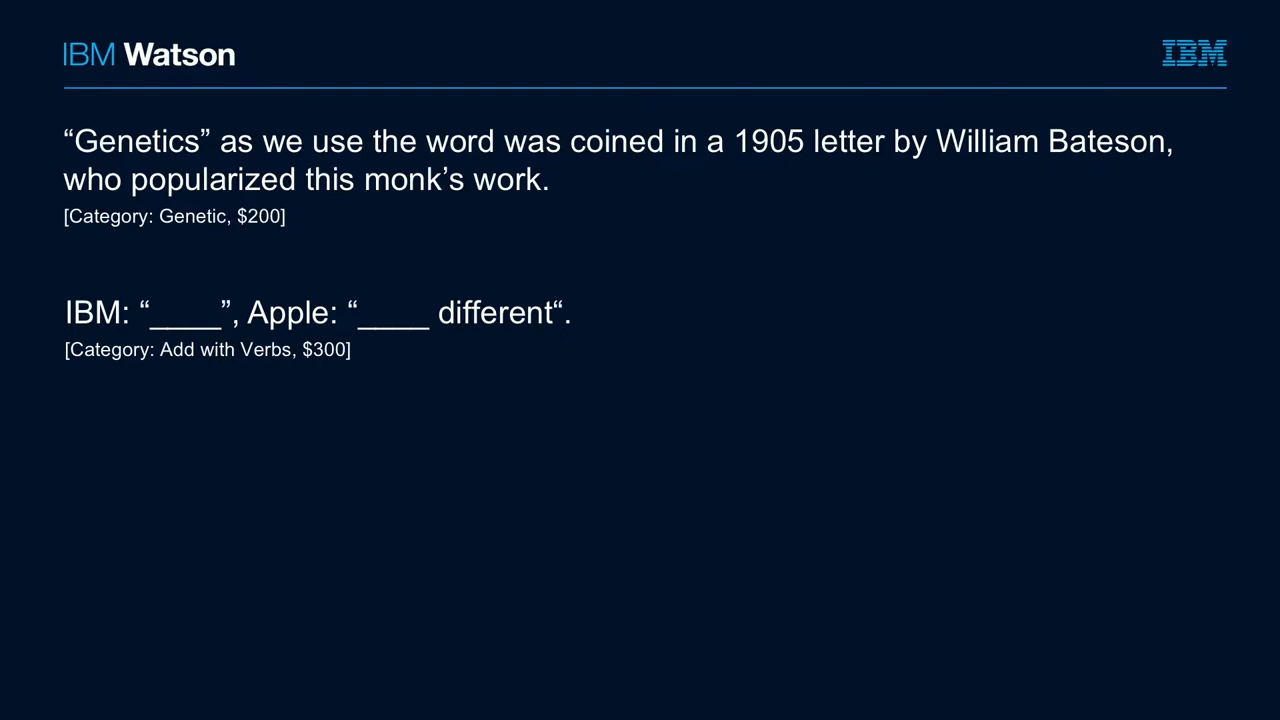 IBM Watson
IBM
“Genetics” as we use the word was coined in a 1905 letter by William Bateson,
who popularized this monk’s work.
[Category: Genetic, $200]
IBM: “____”, Apple: “____ different“.
[Category: Add with Verbs, $300]